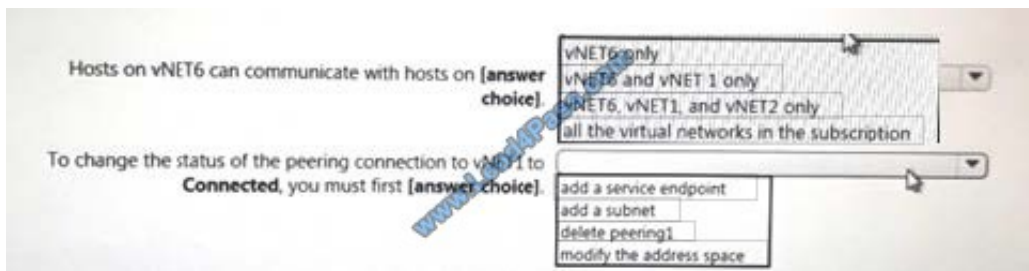 Hosts on vNET6 can communicate with hosts on [answer choice].
vNET6 only
vNET6 and vNET 1 only
vNET6, vNET1, and vNET2 only
all the virtual networks in the subscription
To change the status of the peering connection to vNET1 to
Connected, you must first [answer choice].
add a service endpoint
add a subnet
delete peering1
modify the address space
www.Lead4Pass.com